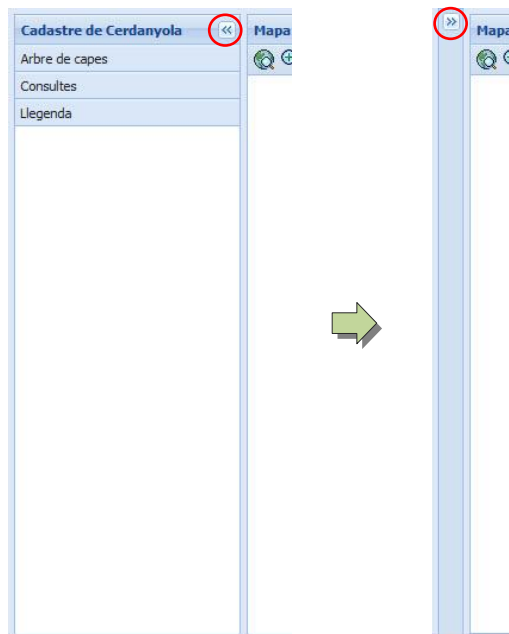 Cadastre de Cerdanyola
Arbre de capes
Consultes
Llegenda
Mapa
Mapa